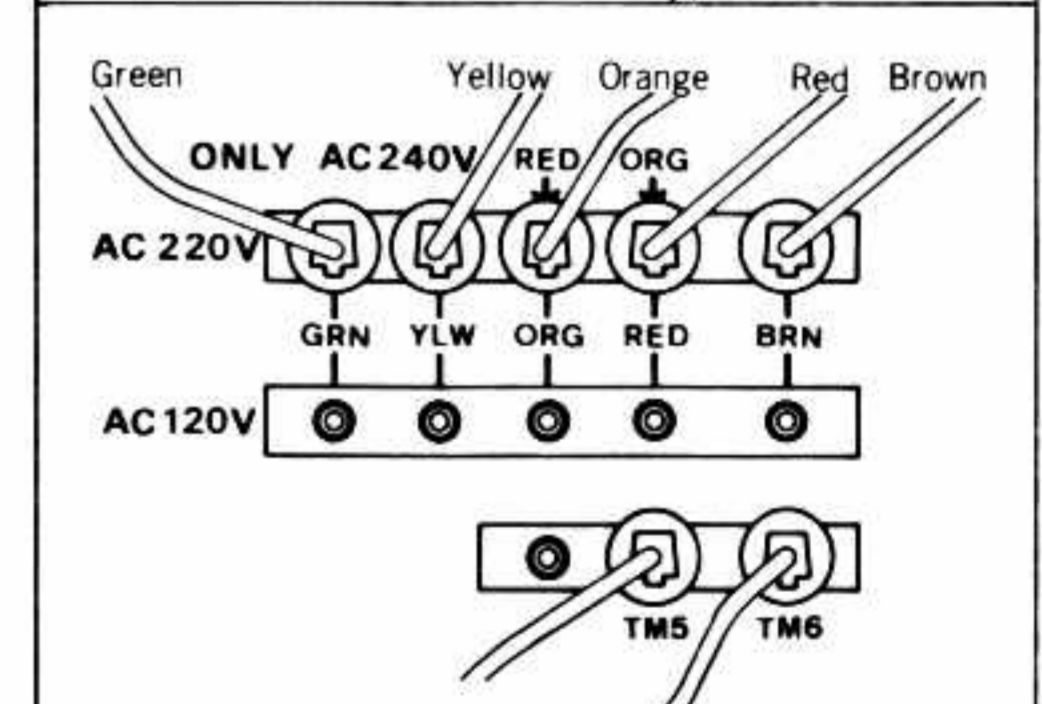 Green Yellow Orange Red Brown
ONLY AC240V RED ORG
AC 220V
GRN YLW ORG RED BRN
AC120V
TM5 TM6